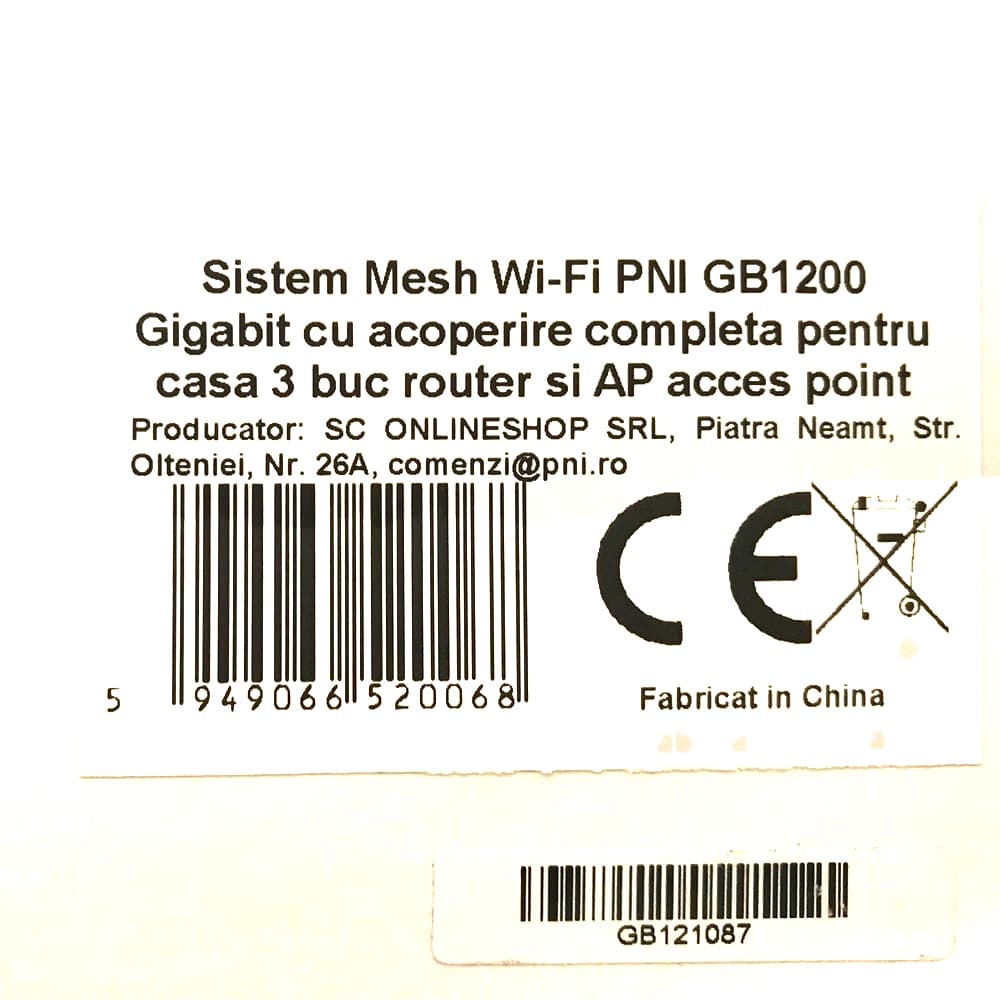 Sistem Mesh Wi-Fi PNI GB1200
Gigabit cu acoperire completa pentru
casa 3 buc router si AP acces point
Producator: SC ONLINESHOP SRL, Piatra Neamt, Str.
Olteniei, Nr. 26A, comenzi@pni.ro
CE
5 949066 520068
Fabricat in China
GB121087